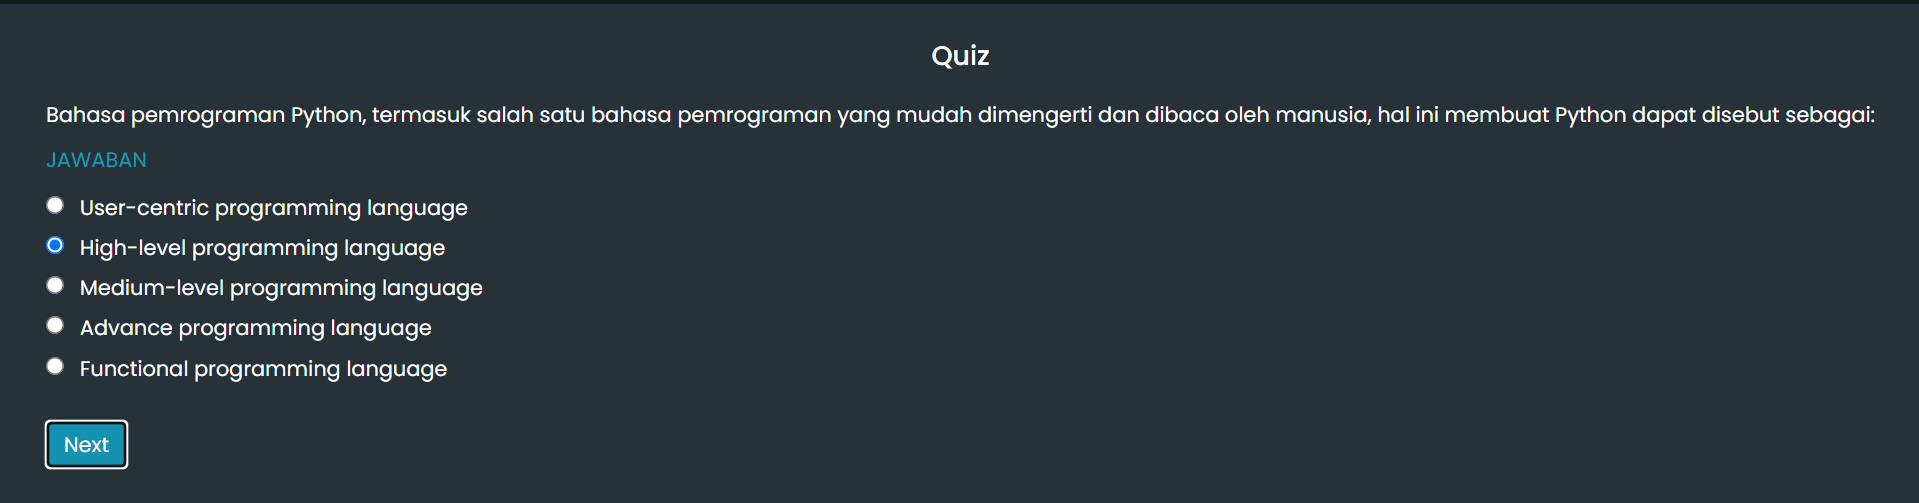 Quiz
Bahasa pemrograman Python, termasuk salah satu bahasa pemrograman yang mudah dimengerti dan dibaca oleh manusia, hal ini membuat Python dapat disebut sebagai:
JAWABAN
User-centric programming language
High-level programming language
Medium-level programming language
Advance programming language
Functional programming language
Next